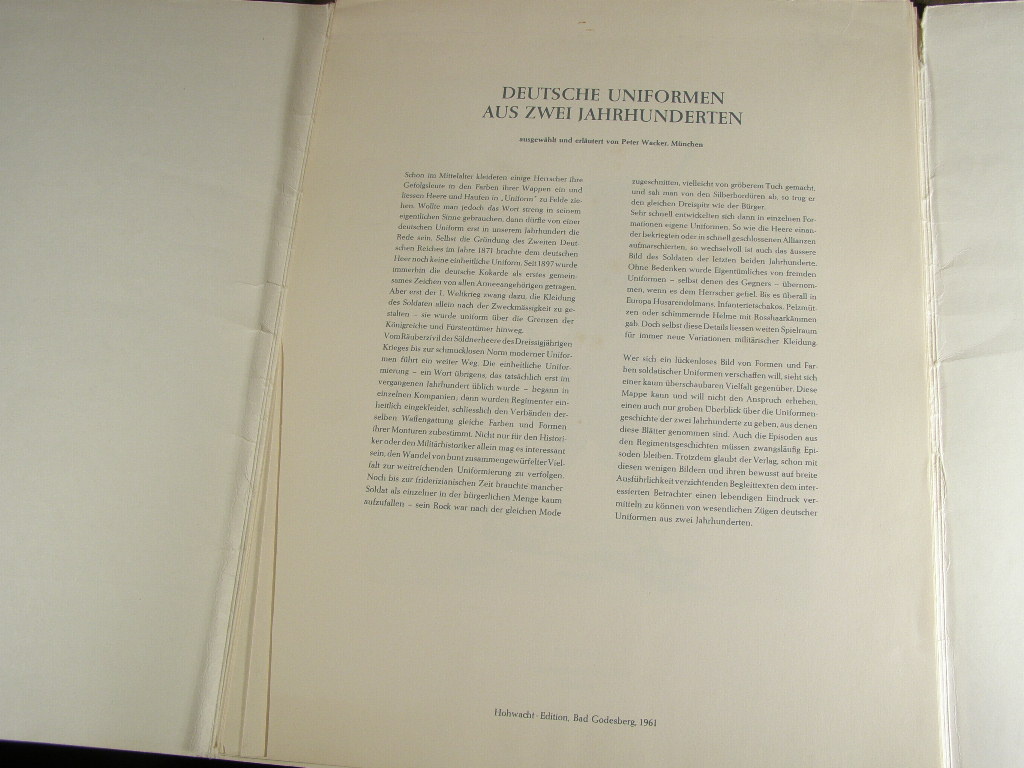 DEUTSCHE UNIFORMEN
AUS ZWEI JAHRHUNDERTEN
ausgewählt und erläutert von Peter Wacker, München
Schon im Mittelalter kleideten einige Herrscher ihre
Gefolgsleute in den Farben ihrer Wappen ein und
liessen Heere und Haufen in „Uniform" zu Felde zie-
hen. Wollte man jedoch das Wort streng in seinem
eigentlichen Sinne gebrauchen, dann dürfte von einer
deutschen Uniform erst in unserem Jahrhundert die
Rede sein. Selbst die Gründung des Zweiten Deut-
schen Reiches im Jahre 1871 brachte dem deutschen
Heer noch keine einheitliche Uniform. Seit 1897 wurde
immerhin die deutsche Kokarde als erstes gemein-
sames Zeichen von allen Armeeangehörigen getragen.
Aber erst der I. Weltkrieg zwang dazu, die Kleidung
des Soldaten allein nach der Zweckmässigkeit zu ge-
stalten – sie wurde uniform über die Grenzen der
Königreiche und Fürstentümer hinweg.
Vom Räuberzivil der Söldnerheere des Dreissigjährigen
Krieges bis zur schmucklosen Norm moderner Unifor-
men führt ein weiter Weg. Die einheitliche Unifor-
mierung – ein Wort übrigens, das tatsächlich erst im
vergangenen Jahrhundert üblich wurde – begann in
einzelnen Kompanien, dann wurden Regimenter ein-
heitlich eingekleidet, schliesslich den Verbänden der-
selben Waffengattung gleiche Farben und Formen
ihrer Monturen zubestimmt. Nicht nur für den Histori-
ker oder den Militärhistoriker allein mag es interessant
sein, den Wandel von bunt zusammengewürfelter Viel-
falt zur weitreichenden Uniformierung zu verfolgen.
Noch bis zur friderizianischen Zeit brauchte mancher
Soldat als einzelner in der bürgerlichen Menge kaum
aufzufallen – sein Rock war nach der gleichen Mode
zugeschnitten, vielleicht von gröberem Tuch gemacht,
und sah man von den Silberbordüren ab, so trug er
den gleichen Dreispitz wie der Bürger.
Sehr schnell entwickelten sich dann in einzelnen For-
mationen eigene Uniformen. So wie die Heere einan-
der bekriegten oder in schnell geschlossenen Allianzen
aufmarschierten, so wechselvoll ist auch das äussere
Bild des Soldaten der letzten beiden Jahrhunderte.
Ohne Bedenken wurde Eigentümliches von fremden
Uniformen – selbst denen des Gegners – übernom-
men, wenn es dem Herrscher gefiel. Bis es überall in
Europa Husarendolmans, Infanterietschakos, Pelzmüt-
zen oder schimmernde Helme mit Rosshaarkämmen
gab. Doch selbst diese Details liessen weiten Spielraum
für immer neue Variationen militärischer Kleidung.
Wer sich ein lückenloses Bild von Formen und Far-
ben soldatischer Uniformen verschaffen will, sieht sich
einer kaum überschaubaren Vielfalt gegenüber. Diese
Mappe kann und will nicht den Anspruch erheben,
einen auch nur groben Überblick über die Uniformen-
geschichte der zwei Jahrhunderte zu geben, aus denen
diese Blätter genommen sind. Auch die Episoden aus
den Regimentsgeschichten müssen zwangsläufig Epi-
soden bleiben. Trotzdem glaubt der Verlag, schon mit
diesen wenigen Bildern und ihren bewusst auf breite
Ausführlichkeit verzichtenden Begleittexten dem inter-
essierten Betrachter einen lebendigen Eindruck ver-
mitteln zu können von wesentlichen Zügen deutscher
Uniformen aus zwei Jahrhunderten.
Hohwacht-Edition, Bad Godesberg, 1961